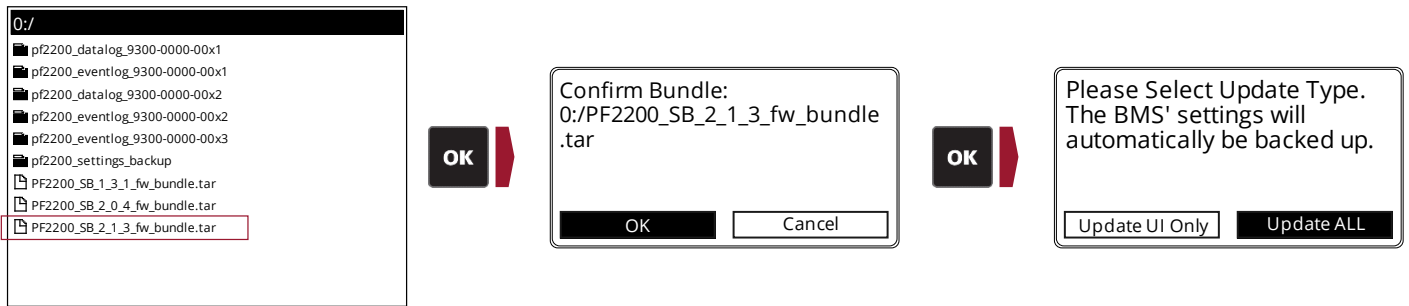 0:/
pf2200_datalog_9300-0000-00x1
pf2200_eventlog_9300-0000-00x1
pf2200_datalog_9300-0000-00x2
pf2200_eventlog_9300-0000-00x2
pf2200_eventlog_9300-0000-00x3
pf2200_settings_backup
PF2200_SB_1_3_1_fw_bundle.tar
PF2200_SB_2_0_4_fw_bundle.tar
PF2200_SB_2_1_3_fw_bundle.tar
OK
Confirm Bundle:
0:/PF2200_SB_2_1_3_fw_bundle
.tar
OK
Cancel
OK
Please Select Update Type.
The BMS' settings will
automatically be backed up.
Update UI Only
Update ALL